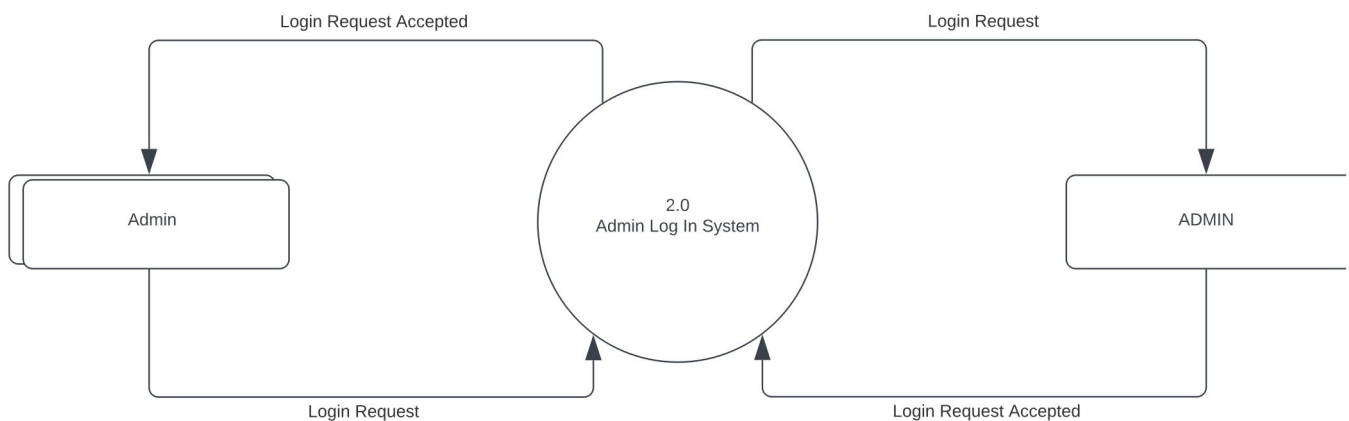 Login Request Accepted
Login Request
Admin
2.0
Admin Log In System
ADMIN
Login Request
Login Request Accepted